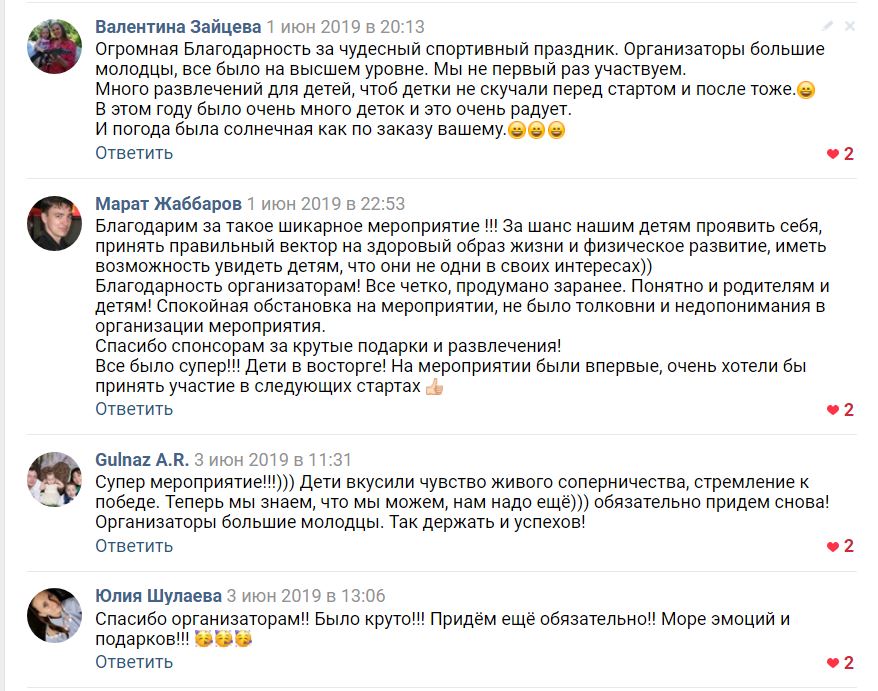 Валентина Зайцева 1 июн 2019 в 20:13
Огромная Благодарность за чудесный спортивный праздник. Организаторы большие
молодцы, все было на высшем уровне. Мы не первый раз участвуем.
Много развлечений для детей, чтоб детки не скучали перед стартом и после тоже.😀
В этом году было очень много деток и это очень радует.
И погода была солнечная как по заказу вашему.😀😀😀
Ответить
2
Марат Жаббаров 1 июн 2019 в 22:53
Благодарим за такое шикарное мероприятие !!! За шанс нашим детям проявить себя,
принять правильный вектор на здоровый образ жизни и физическое развитие, иметь
возможность увидеть детям, что они не одни в своих интересах))
Благодарность организаторам! Все четко, продумано заранее. Понятно и родителям и
детям! Спокойная обстановка на мероприятии, не было толковни и недопонимания в
организации мероприятия.
Спасибо спонсорам за крутые подарки и развлечения!
Все было супер!!! Дети в восторге! На мероприятии были впервые, очень хотели бы
принять участие в следующих стартах 👍🏻
Ответить
2
Gulnaz A.R. 3 июн 2019 в 11:31
Супер мероприятие!!!))) Дети вкусили чувство живого соперничества, стремление к
победе. Теперь мы знаем, что мы можем, нам надо ещё))) обязательно придем снова!
Организаторы большие молодцы. Так держать и успехов!
Ответить
2
Юлия Шулаева 3 июн 2019 в 13:06
Спасибо организаторам!! Было круто!!! Придём ещё обязательно!! Море эмоций и
подарков!!! 🥳🥳🥳
Ответить
2